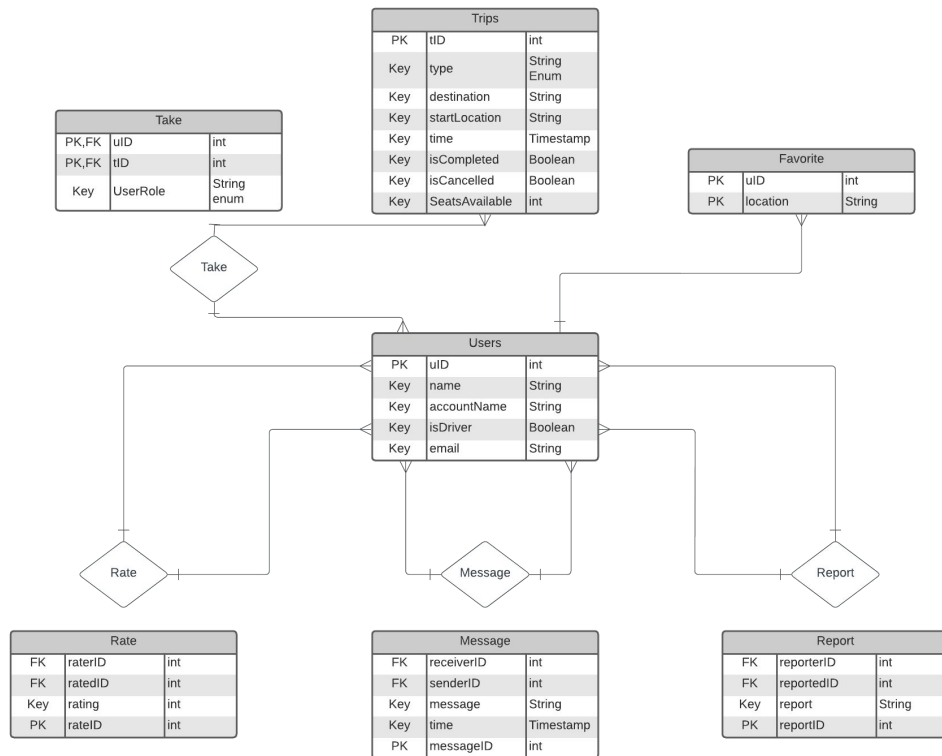 Trips
PK tID int
Key type String
Enum
Key destination String
Key startLocation String
Key time Timestamp
Key isCompleted Boolean
Key isCancelled Boolean
Key SeatsAvailable int
Take
PK,FK uID int
PK,FK tID int
Key UserRole String
enum
Favorite
PK uID int
PK location String
Take
Users
PK uID int
Key name String
Key accountName String
Key isDriver Boolean
Key email String
Rate
Message
Report
Rate
FK raterID int
FK ratedID int
Key rating int
PK rateID int
Message
FK receiverID int
FK senderID int
Key message String
Key time Timestamp
PK messageID int
Report
FK reporterID int
FK reportedID int
Key report String
PK reportID int